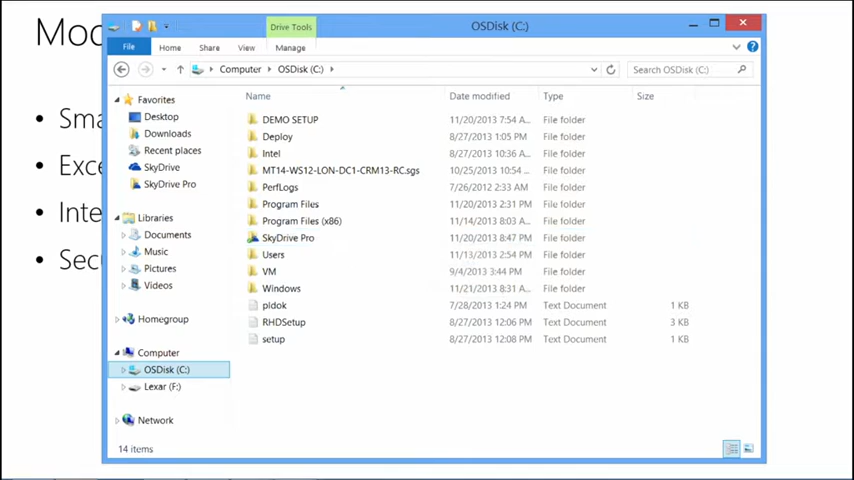 Mod
OSDisk (C:)
Drive Tools
File
Home
Share
View
Manage
Computer
OSDisk (C:)
Search OSDisk (C:)
Name
Date modified
Type
Size
Favorites
Desktop
Downloads
Recent places
SkyDrive
SkyDrive Pro
Libraries
Documents
Music
Pictures
Videos
Homegroup
Computer
OSDisk (C:)
Lexar (F:)
Network
DEMO SETUP 11/20/2013 7:54 A... File folder
Deploy 8/27/2013 1:05 PM File folder
Intel 8/27/2013 10:36 A... File folder
MT14-WS12-LON-DC1-CRM13-RC.sgs 10/25/2013 10:54 ... File folder
PerfLogs 7/26/2012 2:33 AM File folder
Program Files 11/20/2013 2:31 PM File folder
Program Files (x86) 11/14/2013 8:03 A... File folder
SkyDrive Pro 11/20/2013 8:47 PM File folder
Users 11/13/2013 2:54 PM File folder
VM 9/4/2013 3:44 PM File folder
Windows 11/21/2013 8:31 A... File folder
pldok 7/28/2013 1:24 PM Text Document 1 KB
RHDSetup 8/27/2013 12:06 PM Text Document 3 KB
setup 8/27/2013 12:08 PM Text Document 1 KB
14 items
• Sma
• Exce
• Inte
• Secu